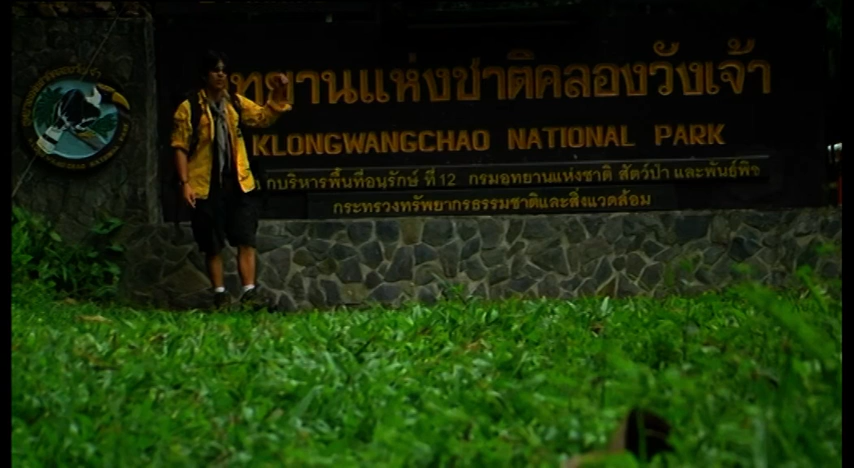 ทยานแห่งชาติคลองวังเจ้า
KLONGWANGCHAO NATIONAL PARK
กบริหารพื้นที่อนุรักษ์ ที่ 12 กรมอุทยานแห่งชาติ สัตว์ป่า และพันธุ์พืช
กระทรวงทรัพยากรธรรมชาติและสิ่งแวดล้อม